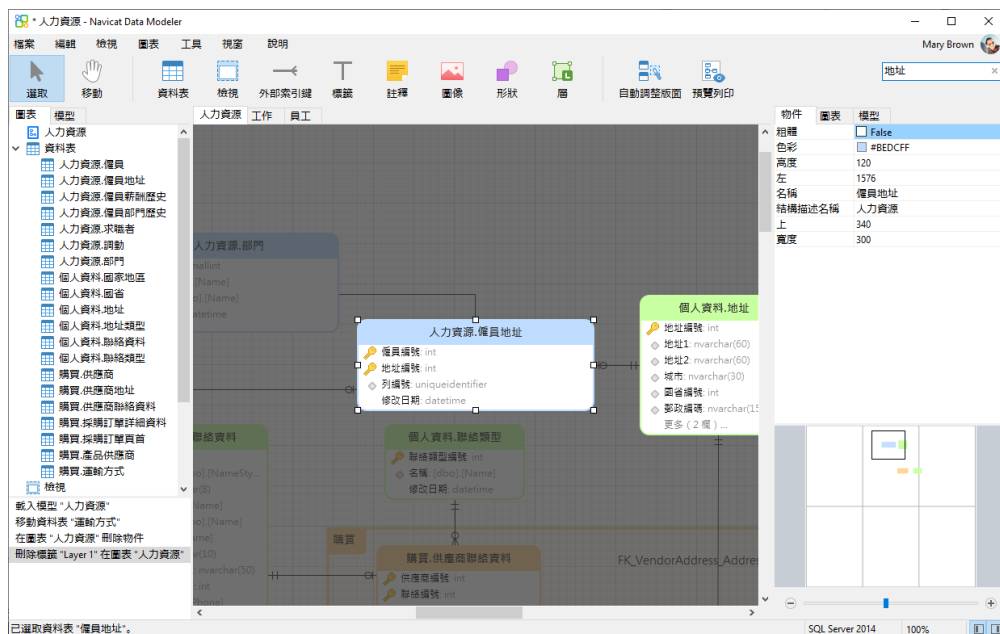 * 人力資源 - Navicat Data Modeler
檔案 編輯 檢視 圖表 工具 視窗 說明 Mary Brown
選取 移動 資料表 檢視 外部索引鍵 標籤 註釋 圖像 形狀 層 自動調整版面 預覽列印
地址
圖表 模型
人力資源
資料表
人力資源.僱員
人力資源.僱員地址
人力資源.僱員薪酬歷史
人力資源.僱員部門歷史
人力資源.求職者
人力資源.調動
人力資源.部門
個人資料.國家地區
個人資料.國省
個人資料.地址
個人資料.地址類型
個人資料.聯絡資料
個人資料.聯絡類型
購買.供應商
購買.供應商地址
購買.供應商聯絡資料
購買.採購訂單詳細資料
購買.採購訂單頁首
購買.產品供應商
購買.運輸方式
檢視
載入模型 "人力資源"
移動資料表 "運輸方式"
在圖表 "人力資源" 刪除物件
刪除標籤 "Layer 1" 在圖表 "人力資源"
人力資源 工作 員工
人力資源.部門
mallint
[Name]
o].[Name]
atetime
人力資源.僱員地址
僱員編號: int
地址編號: int
列編號: uniqueidentifier
修改日期: datetime
個人資料.地址
地址編號: int
地址1: nvarchar(60)
地址2: nvarchar(60)
城市: nvarchar(30)
國省編號: int
郵政編碼: nvarchar(15
更多 ( 2 欄 ) ...
聯絡資料
bo].[NameSty...
e(8)
Name]
o].[Name]
ame]
r(10)
nvarchar(50)
: int
[Phone]
個人資料.聯絡類型
聯絡類型編號: int
名稱: [dbo].[Name]
修改日期: datetime
購買
購買.供應商聯絡資料
供應商編號: int
聯絡編號: int
FK_VendorAddress_Addres
物件 圖表 模型
粗體 False
色彩 #BEDCFF
高度 120
左 1576
名稱 僱員地址
結構描述名稱 人力資源
上 340
寬度 300
已選取資料表 "僱員地址"。 SQL Server 2014 100%